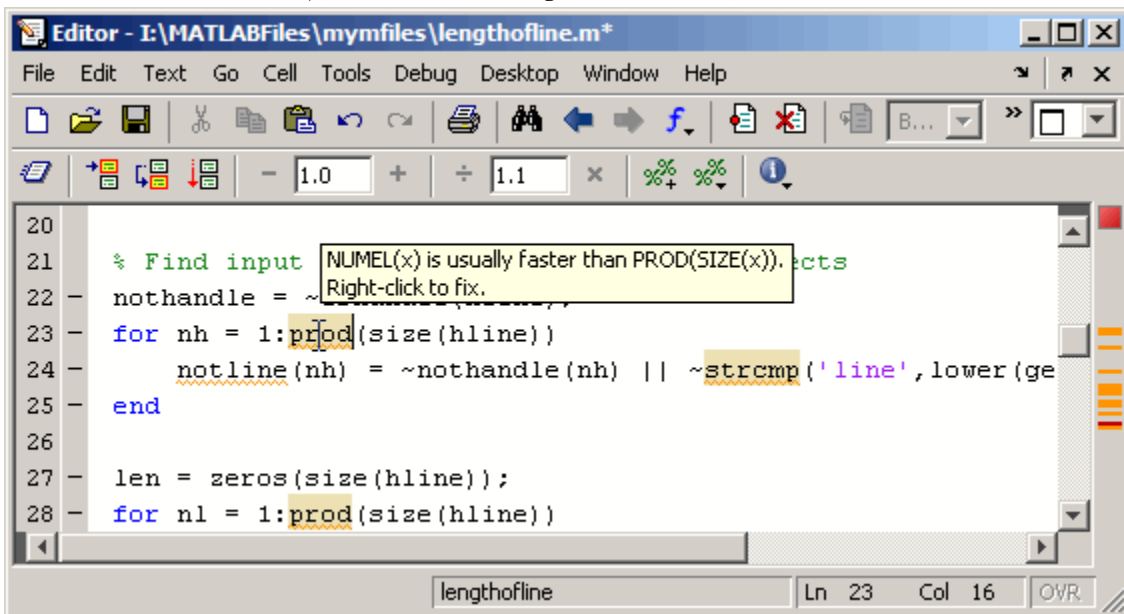 Editor - I:\MATLABFiles\mymfiles\lengthofline.m*
File Edit Text Go Cell Tools Debug Desktop Window Help
B...
- 1.0 + ÷ 1.1 ×
20
21 % Find input NUMEL(x) is usually faster than PROD(SIZE(x)). ects
Right-click to fix.
22 - nothandle = ~
23 - for nh = 1:prod(size(hline))
24 - notline(nh) = ~nothandle(nh) || ~strcmp('line',lower(ge
25 - end
26
27 - len = zeros(size(hline));
28 - for nl = 1:prod(size(hline))
lengthofline Ln 23 Col 16 OVR